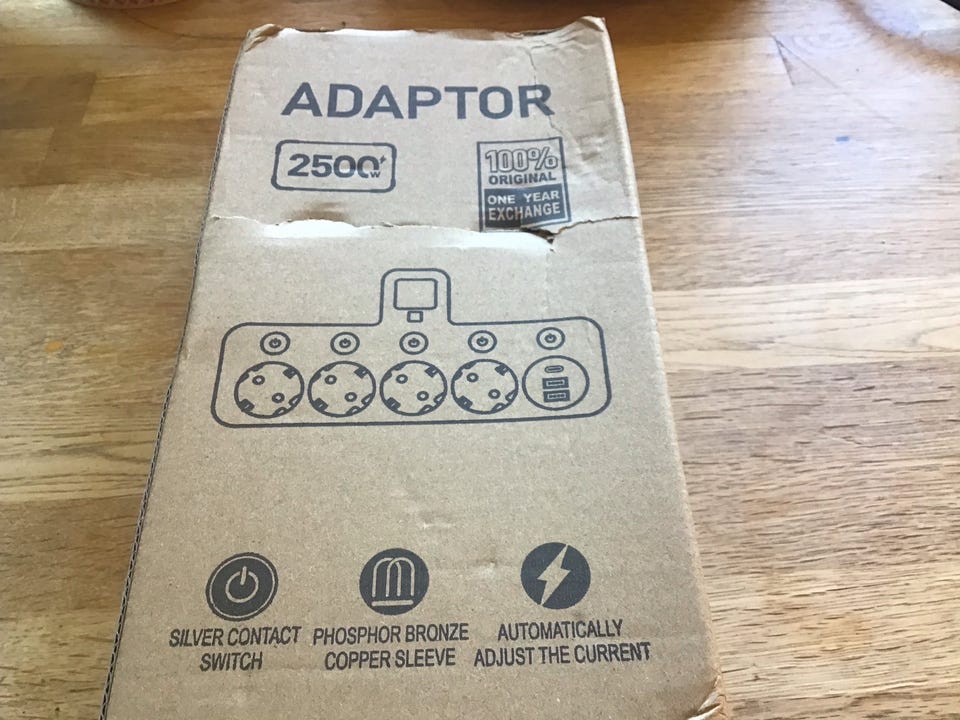 ADAPTOR
2500W
100%
ORIGINAL
ONE YEAR
EXCHANGE
SILVER CONTACT
SWITCH
PHOSPHOR BRONZE
COPPER SLEEVE
AUTOMATICALLY
ADJUST THE CURRENT